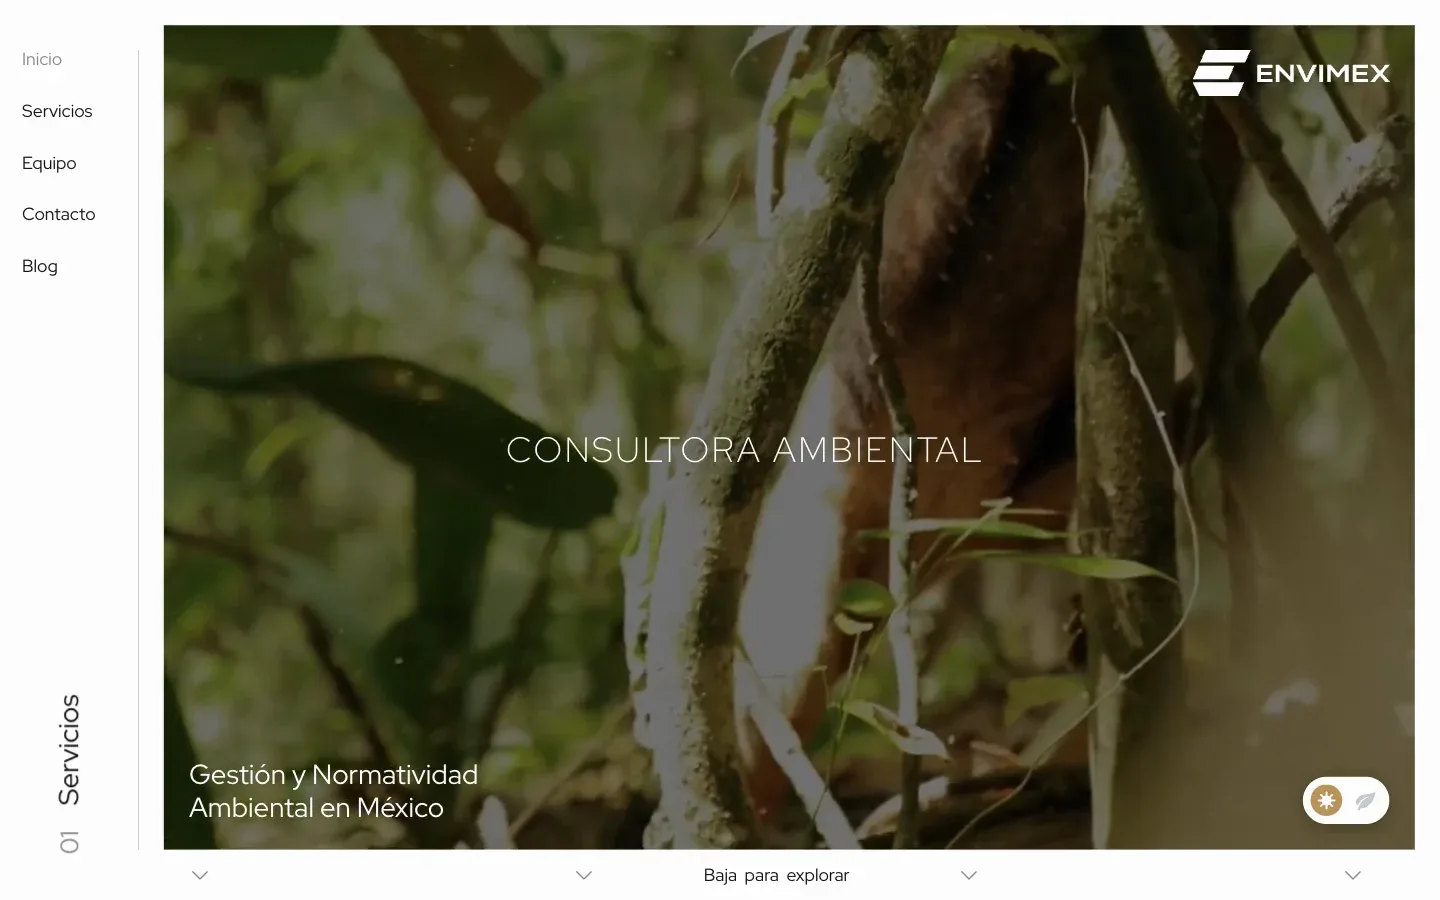 Inicio
Servicios
Equipo
Contacto
Blog
ENVIMEX
CONSULTORA AMBIENTAL
Gestión y Normatividad
Ambiental en México
01 Servicios
Baja para explorar